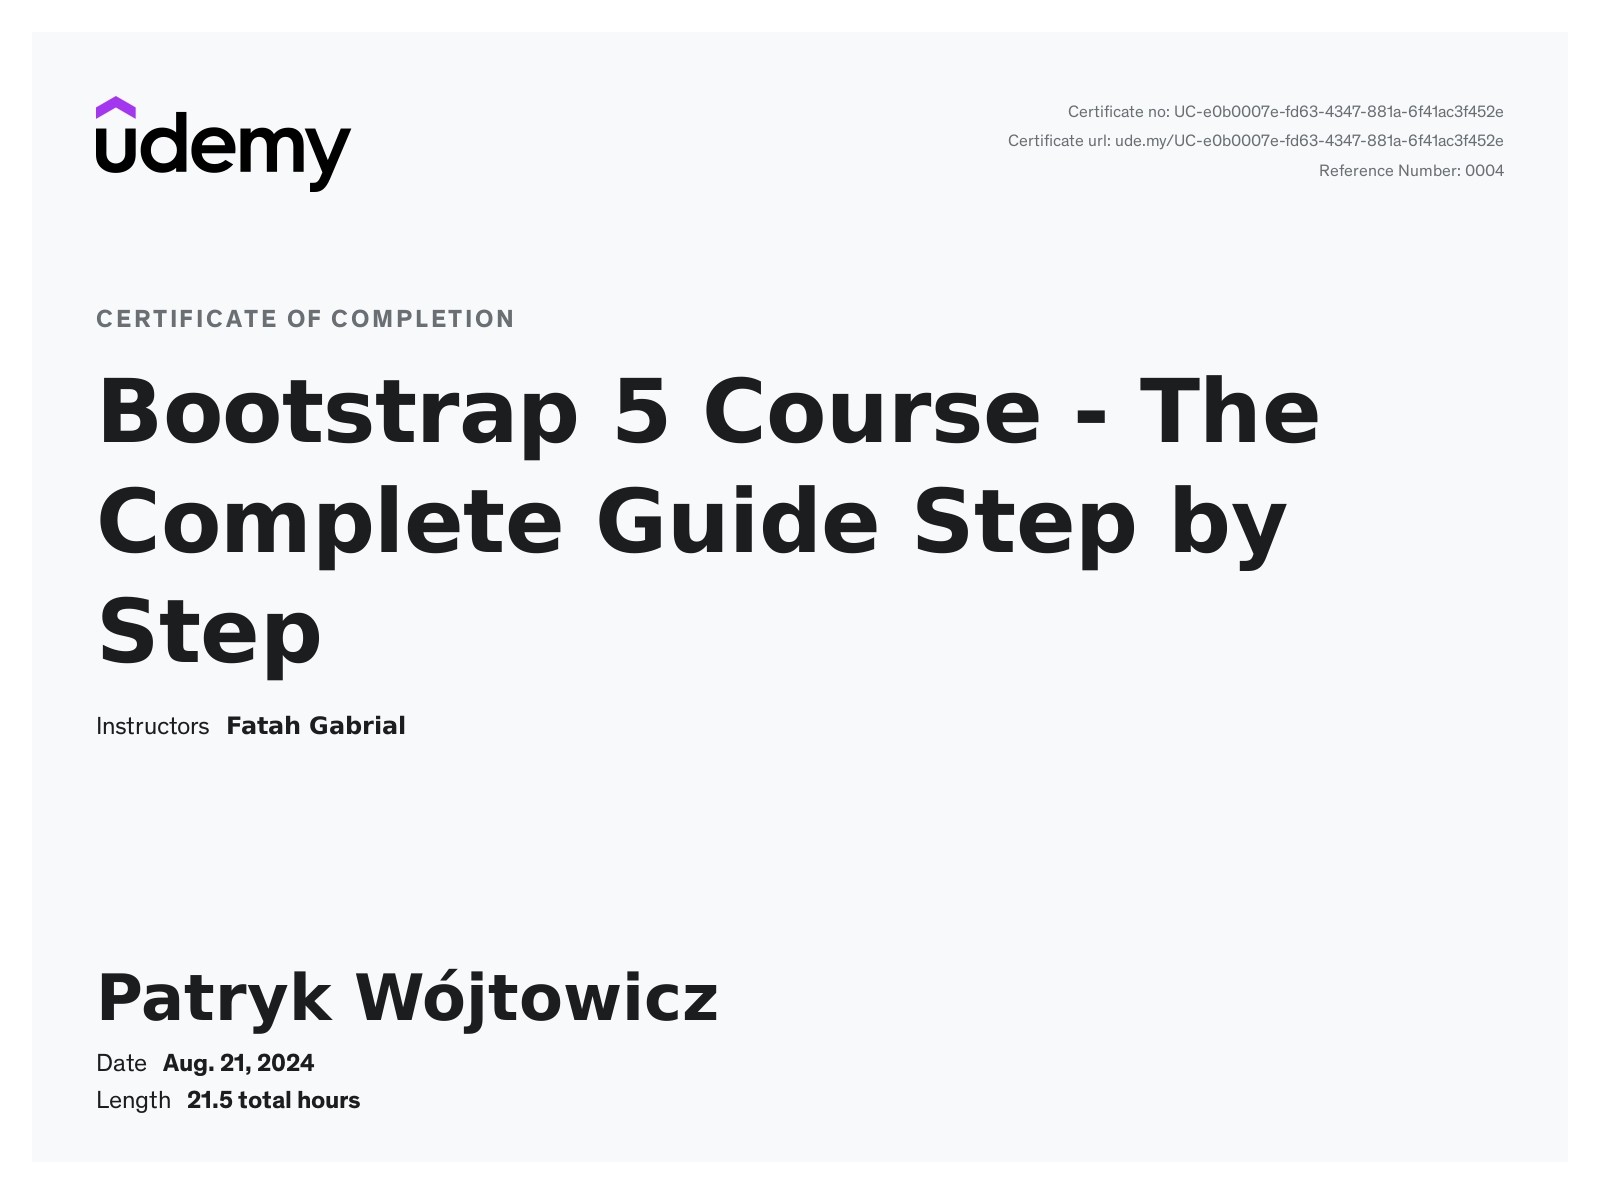 udemy
Certificate no: UC-e0b0007e-fd63-4347-881a-6f41ac3f452e
Certificate url: ude.my/UC-e0b0007e-fd63-4347-881a-6f41ac3f452e
Reference Number: 0004
CERTIFICATE OF COMPLETION
Bootstrap 5 Course - The
Complete Guide Step by
Step
Instructors Fatah Gabrial
Patryk Wójtowicz
Date Aug. 21, 2024
Length 21.5 total hours